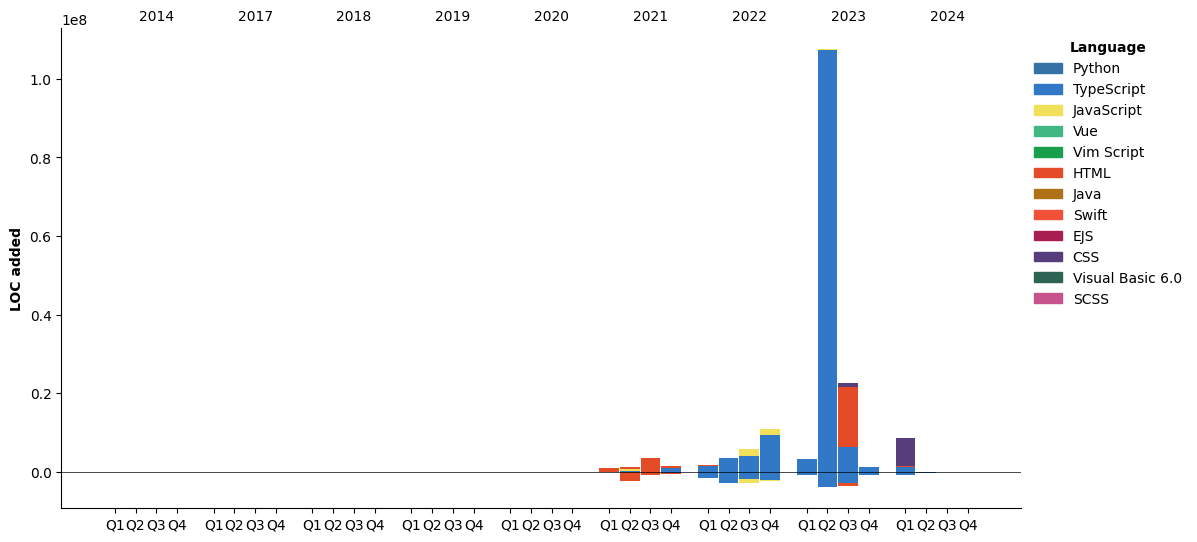 1e8
2014 2017 2018 2019 2020 2021 2022 2023 2024
Language
Python
TypeScript
JavaScript
Vue
Vim Script
HTML
Java
Swift
EJS
CSS
Visual Basic 6.0
SCSS
LOC added
1.0
0.8
0.6
0.4
0.2
0.0
Q1 Q2 Q3 Q4 Q1 Q2 Q3 Q4 Q1 Q2 Q3 Q4 Q1 Q2 Q3 Q4 Q1 Q2 Q3 Q4 Q1 Q2 Q3 Q4 Q1 Q2 Q3 Q4 Q1 Q2 Q3 Q4 Q1 Q2 Q3 Q4